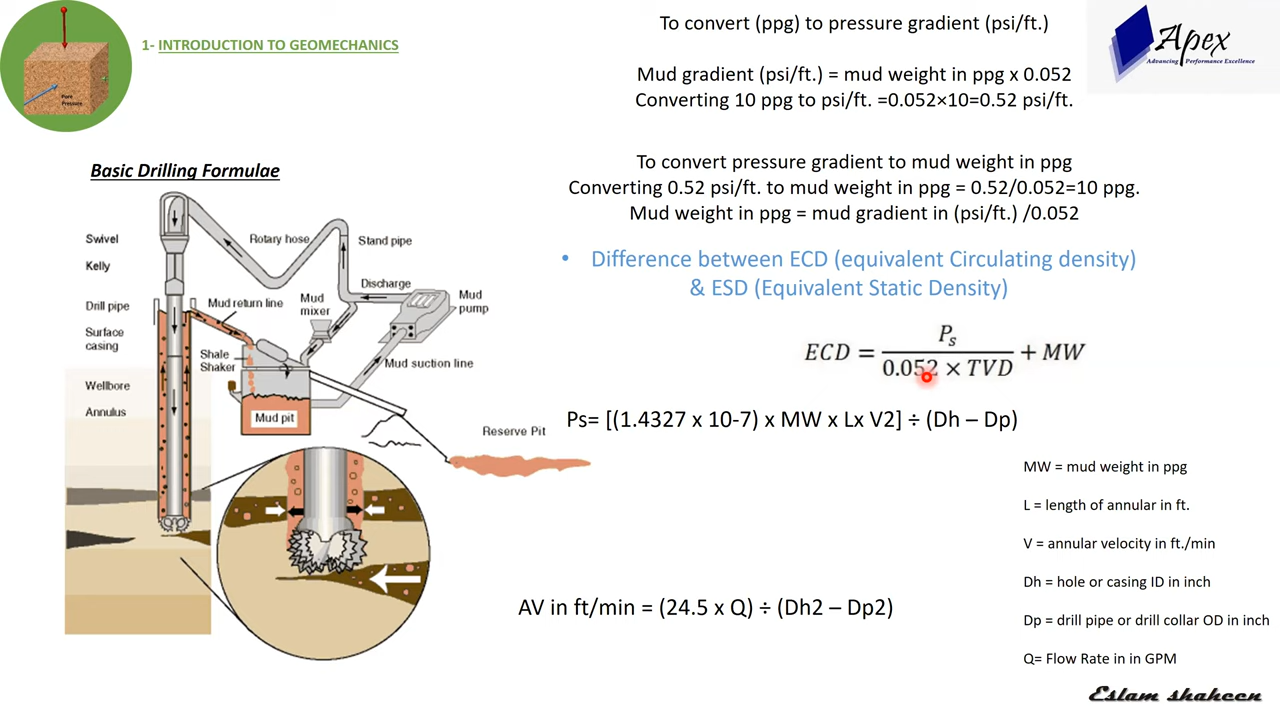 1- INTRODUCTION TO GEOMECHANICS
Pore
Pressure
To convert (ppg) to pressure gradient (psi/ft.)
Mud gradient (psi/ft.) = mud weight in ppg x 0.052
Converting 10 ppg to psi/ft. =0.052×10=0.52 psi/ft.
Apex
Advancing Performance Excellence
To convert pressure gradient to mud weight in ppg
Converting 0.52 psi/ft. to mud weight in ppg = 0.52/0.052=10 ppg.
Mud weight in ppg = mud gradient in (psi/ft.) /0.052
• Difference between ECD (equivalent Circulating density)
& ESD (Equivalent Static Density)
ECD = Ps / 0.052 × TVD + MW
Ps= [(1.4327 x 10-7) x MW x Lx V2] ÷ (Dh – Dp)
AV in ft/min = (24.5 x Q) ÷ (Dh2 – Dp2)
MW = mud weight in ppg
L = length of annular in ft.
V = annular velocity in ft./min
Dh = hole or casing ID in inch
Dp = drill pipe or drill collar OD in inch
Q= Flow Rate in in GPM
Basic Drilling Formulae
Swivel
Kelly
Drill pipe
Surface
casing
Wellbore
Annulus
Rotary hose
Stand pipe
Discharge
Mud return line
Mud
mixer
Mud
pump
Shale
Shaker
Mud suction line
Mud pit
Reserve Pit
Eslam shaheen